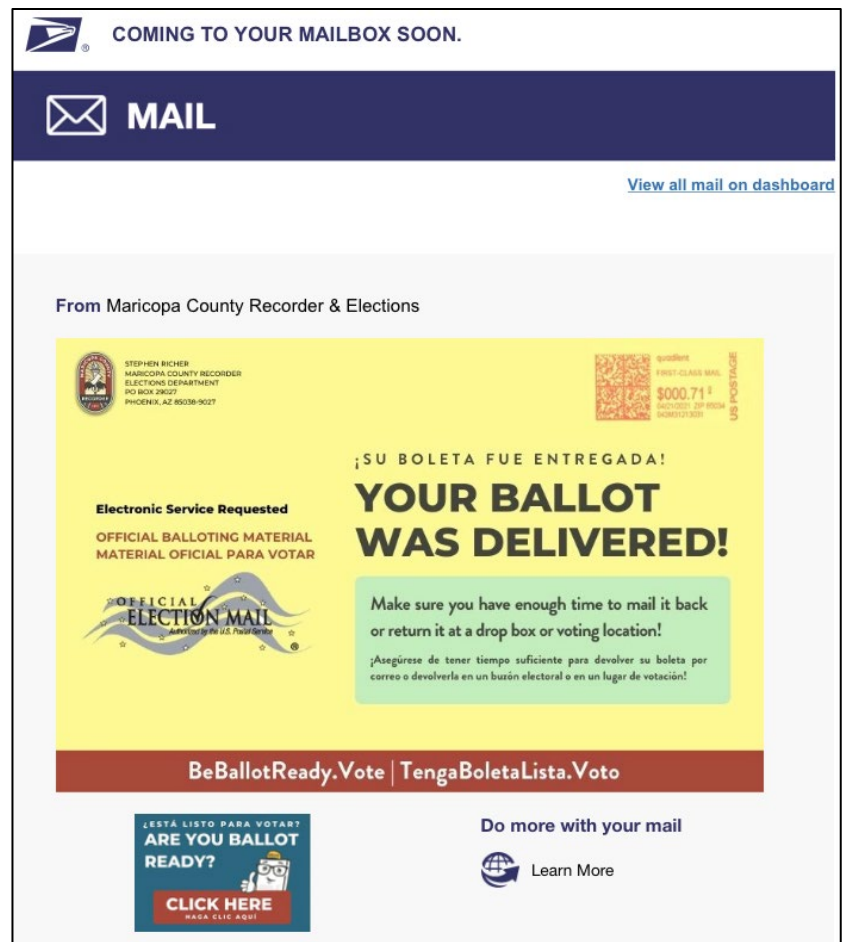 COMING TO YOUR MAILBOX SOON.
MAIL
View all mail on dashboard
From Maricopa County Recorder & Elections
STEPHEN RICHER
MARICOPA COUNTY RECORDER
ELECTIONS DEPARTMENT
PO BOX 29027
PHOENIX, AZ 85038-9027
quadient
FIRST-CLASS MAIL
$000.71
US POSTAGE
¡SU BOLETA FUE ENTREGADA!
YOUR BALLOT
WAS DELIVERED!
Electronic Service Requested
OFFICIAL BALLOTING MATERIAL
MATERIAL OFICIAL PARA VOTAR
OFFICIAL
ELECTION MAIL
Authorized by the U.S. Postal Service
®
Make sure you have enough time to mail it back
or return it at a drop box or voting location!
¡Asegúrese de tener tiempo suficiente para devolver su boleta por
correo o devolverla en un buzón electoral o en un lugar de votación!
BeBallotReady.Vote | TengaBoletaLista.Voto
¿ESTÁ LISTO PARA VOTAR?
ARE YOU BALLOT
READY?
CLICK HERE
HAGA CLIC AQUÍ
Do more with your mail
Learn More